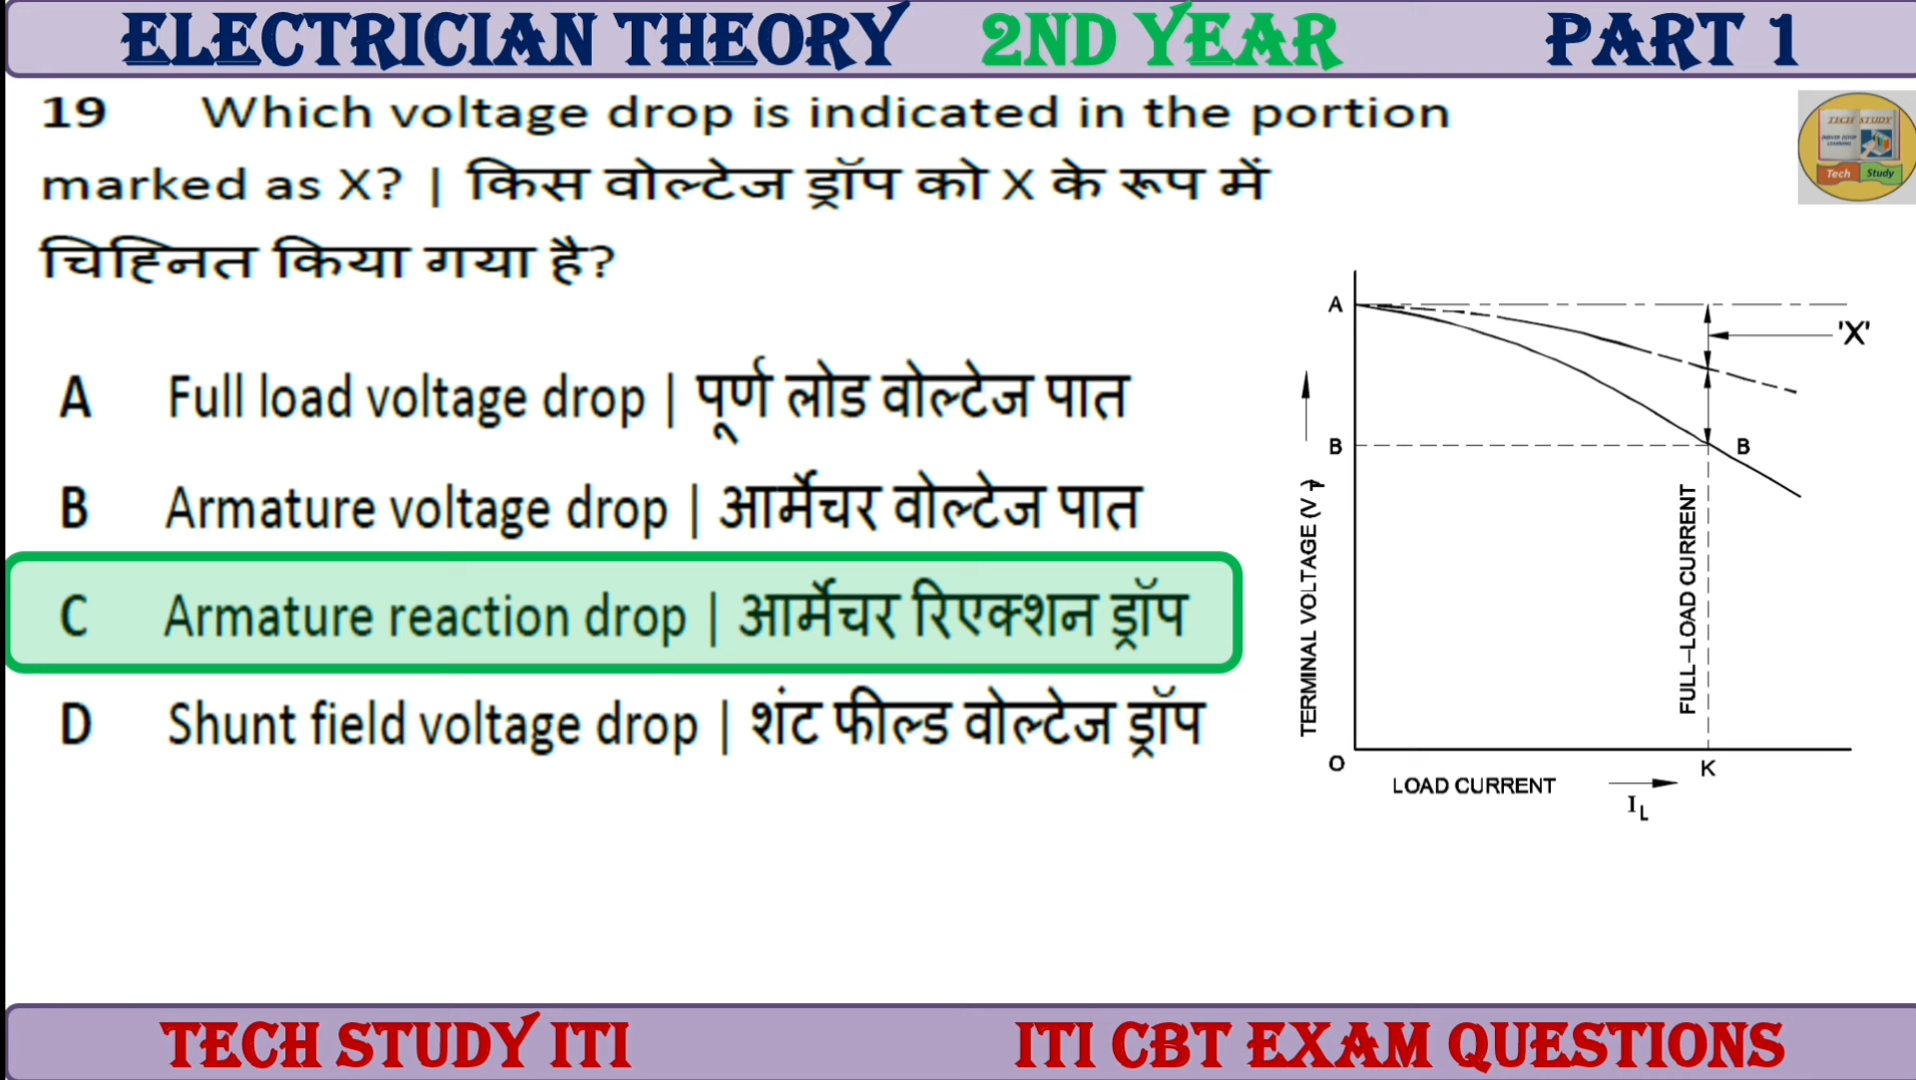 ELECTRICIAN THEORY 2ND YEAR PART 1
19 Which voltage drop is indicated in the portion
marked as X? | किस वोल्टेज ड्रॉप को X के रूप में
चिह्नित किया गया है?
TECH STUDY
Tech Study
A Full load voltage drop | पूर्ण लोड वोल्टेज पात
B Armature voltage drop | आर्मेचर वोल्टेज पात
C Armature reaction drop | आर्मेचर रिएक्शन ड्रॉप
D Shunt field voltage drop | शंट फील्ड वोल्टेज ड्रॉप
A
'X'
B
B
TERMINAL VOLTAGE (V T)
FULL-LOAD CURRENT
O
K
LOAD CURRENT
IL
TECH STUDY ITI ITI CBT EXAM QUESTIONS